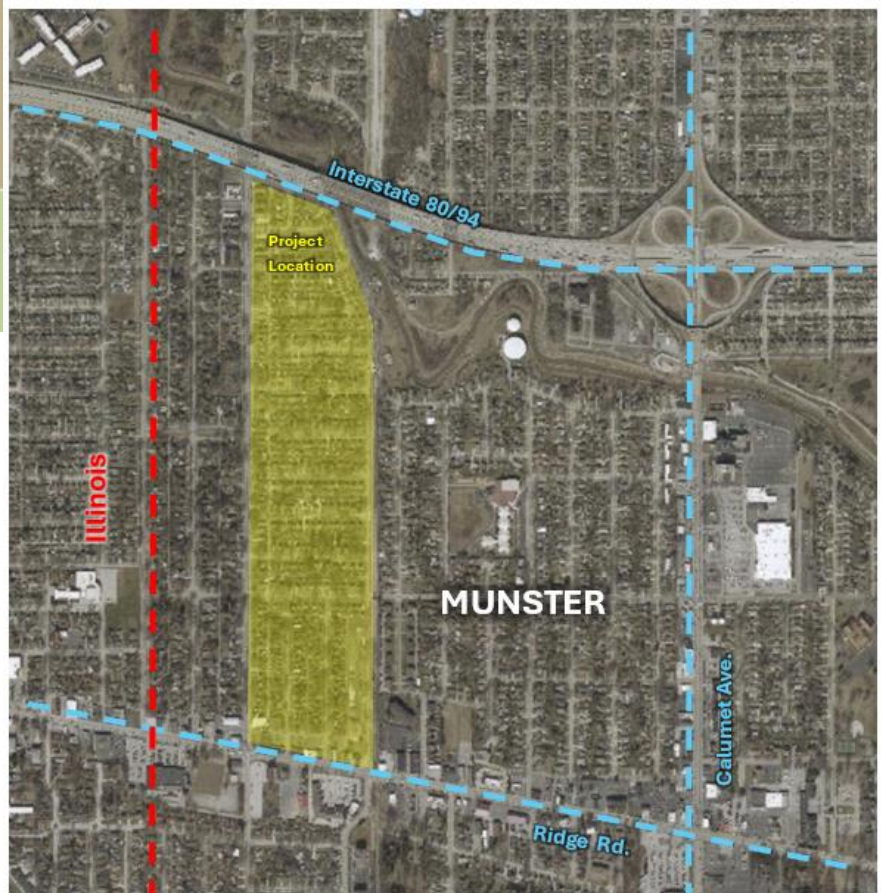 Interstate 80/94
Project
Location
Illinois
MUNSTER
Calumet Ave.
Ridge Rd.